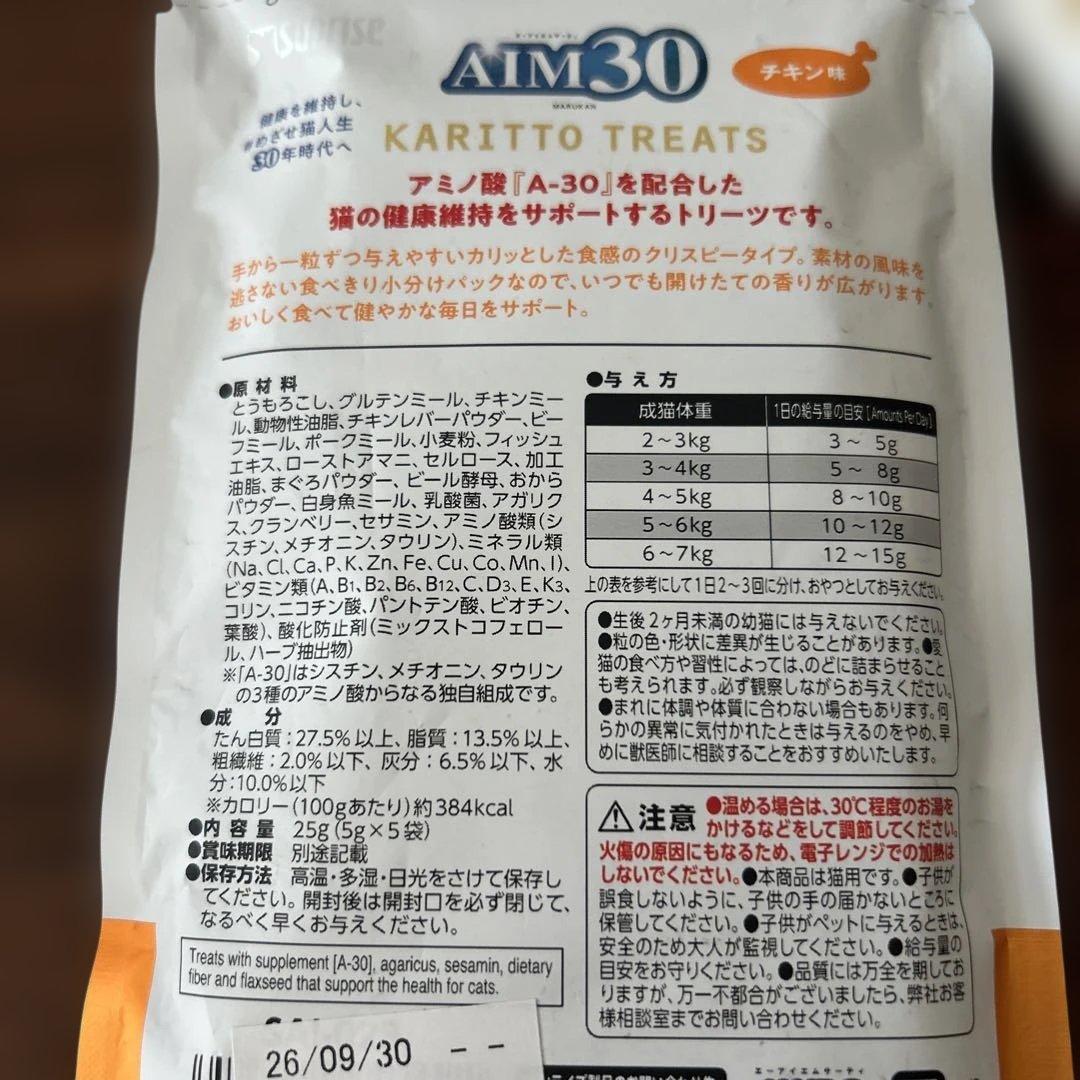 エーアイエムサーティ
AIM30
MARUKAN
チキン味
健康を維持し、
めざせ猫人生
30年時代へ
KARITTO TREATS
アミノ酸『A-30』を配合した
猫の健康維持をサポートするトリーツです。
手から一粒ずつ与えやすいカリッとした食感のクリスピータイプ。素材の風味を
逃さない食べきり小分けパックなので、いつでも開けたての香りが広がります。
おいしく食べて健やかな毎日をサポート。
●原材料
とうもろこし、グルテンミール、チキンミー
ル、動物性油脂、チキンレバーパウダー、ビー
フミール、ポークミール、小麦粉、フィッシュ
エキス、ローストアマニ、セルロース、加工
油脂、まぐろパウダー、ビール酵母、おから
パウダー、白身魚ミール、乳酸菌、アガリク
ス、クランベリー、セサミン、アミノ酸類(シ
スチン、メチオニン、タウリン)、ミネラル類
(Na、Cl、Ca、P、K、Zn、Fe、Cu、Co、Mn、I)、
ビタミン類(A、B1、B2、B6、B12、C、D3、E、K3、
コリン、ニコチン酸、パントテン酸、ビオチン、
葉酸)、酸化防止剤(ミックストコフェロー
ル、ハーブ抽出物)
※「A-30」はシスチン、メチオニン、タウリン
の3種のアミノ酸からなる独自組成です。
●成 分
たん白質:27.5%以上、脂質:13.5%以上、
粗繊維:2.0%以下、灰分:6.5%以下、水
分:10.0%以下
※カロリー(100gあたり)約384kcal
●内容量 25g(5g×5袋)
●賞味期限 別途記載
●保存方法 高温・多湿・日光をさけて保存し
てください。開封後は開封口を必ず閉じて、
なるべく早くお与えください。
Treats with supplement [A-30], agaricus, sesamin, dietary
fiber and flaxseed that support the health for cats.
26/09/30 --
●与え方
成猫体重 1日の給与量の目安[Amounts Per Day]
2～3kg 3～ 5g
3～4kg 5～ 8g
4～5kg 8～10g
5～6kg 10～12g
6～7kg 12～15g
上の表を参考にして1日2～3回に分け、おやつとしてお与えください。
●生後2ヶ月未満の幼猫には与えないでください。
●粒の色・形状に差異が生じることがあります。●愛
猫の食べ方や習性によっては、のどに詰まらせること
も考えられます。必ず観察しながらお与えください。
●まれに体調や体質に合わない場合もあります。何
らかの異常に気付かれたときは与えるのをやめ、早
めに獣医師に相談することをおすすめいたします。
注意 ●温める場合は、30℃程度のお湯を
かけるなどをして調節してください。
火傷の原因にもなるため、電子レンジでの加熱は
しないでください。●本商品は猫用です。●子供が
誤食しないように、子供の手の届かないところに
保管してください。●子供がペットに与えるときは、
安全のため大人が監視してください。●給与量の
目安をお守りください。●品質には万全を期してお
りますが、万一不都合がございましたら、弊社お客
様相談室までお問い合わせください。
エーアイエムサーティ